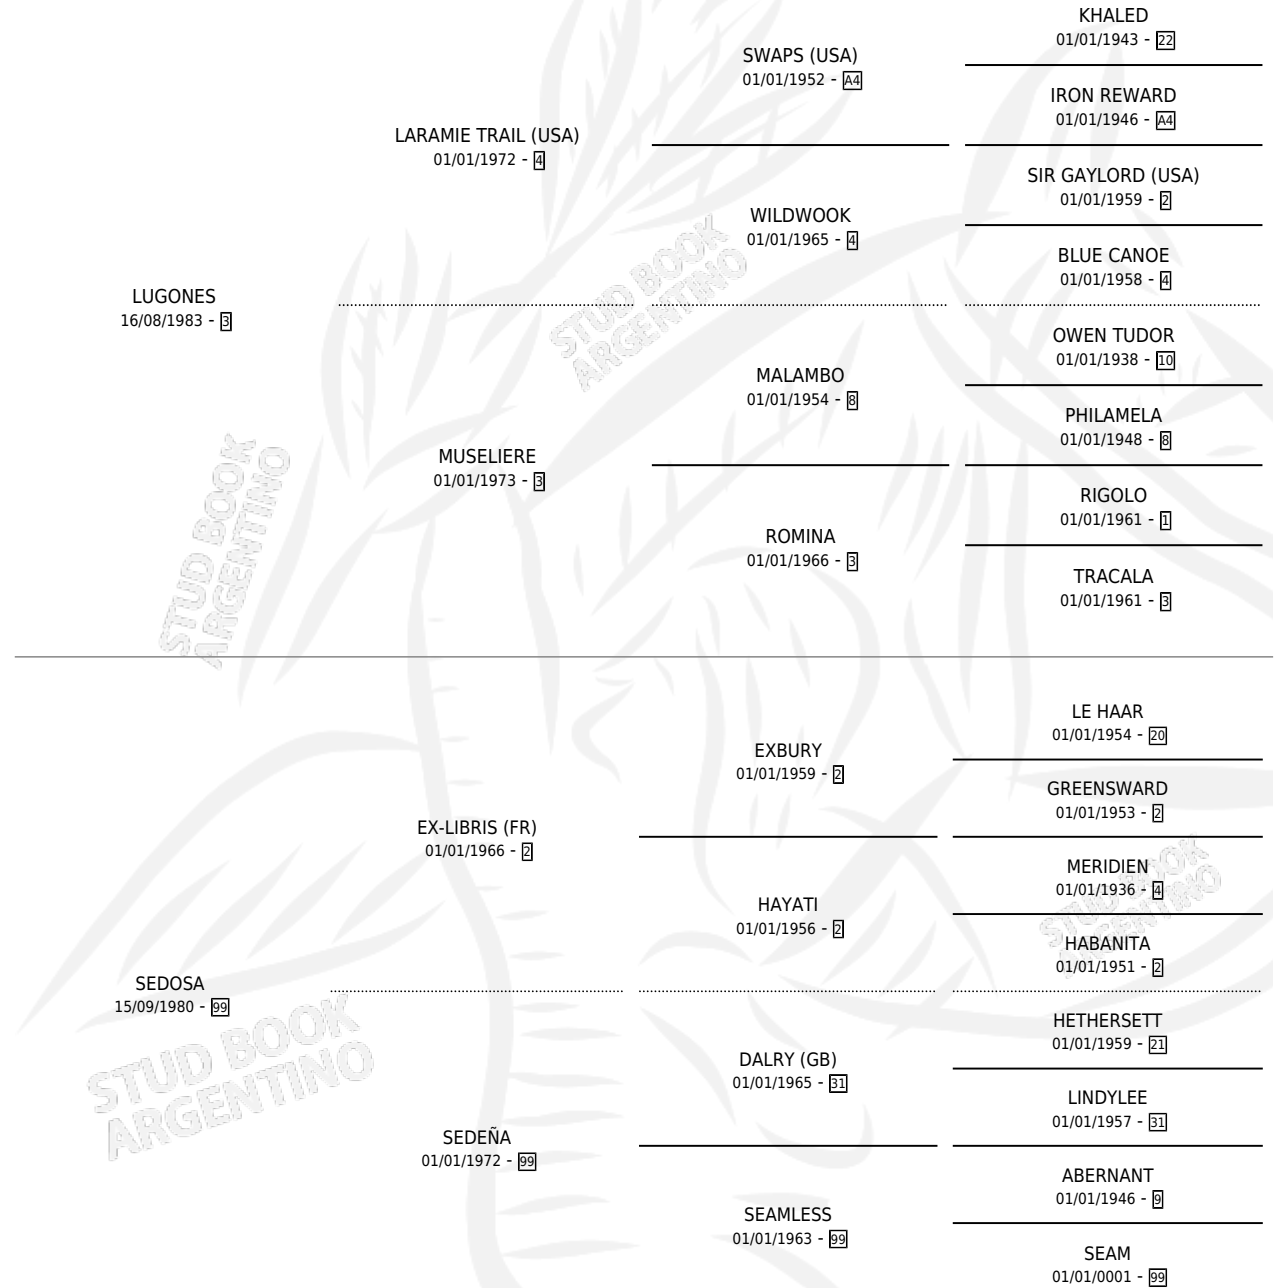 KHALED
01/01/1943 - 22
SWAPS (USA)
01/01/1952 - A4
IRON REWARD
01/01/1946 - A4
LARAMIE TRAIL (USA)
01/01/1972 - 4
SIR GAYLORD (USA)
01/01/1959 - 2
WILDWOOK
01/01/1965 - 4
BLUE CANOE
01/01/1958 - 4
LUGONES
16/08/1983 - 3
STUD BOOK
ARGENTINO
OWEN TUDOR
01/01/1938 - 10
MALAMBO
01/01/1954 - 8
PHILAMELA
01/01/1948 - 8
MUSELIERE
01/01/1973 - 3
RIGOLO
01/01/1961 - 1
ROMINA
01/01/1966 - 3
TRACALA
01/01/1961 - 3
STUD BOOK
ARGENTINO
LE HAAR
01/01/1954 - 20
EXBURY
01/01/1959 - 2
GREENSWARD
01/01/1953 - 2
EX-LIBRIS (FR)
01/01/1966 - 2
MERIDIEN
01/01/1936 - 4
HAYATI
01/01/1956 - 2
HABANITA
01/01/1951 - 2
STUD BOOK
ARGENTINO
SEDOSA
15/09/1980 - 99
HETHERSETT
01/01/1959 - 21
DALRY (GB)
01/01/1965 - 31
LINDYLEE
01/01/1957 - 31
STUD BOOK
ARGENTINO
SEDEÑA
01/01/1972 - 99
ABERNANT
01/01/1946 - 9
SEAMLESS
01/01/1963 - 99
SEAM
01/01/0001 - 99